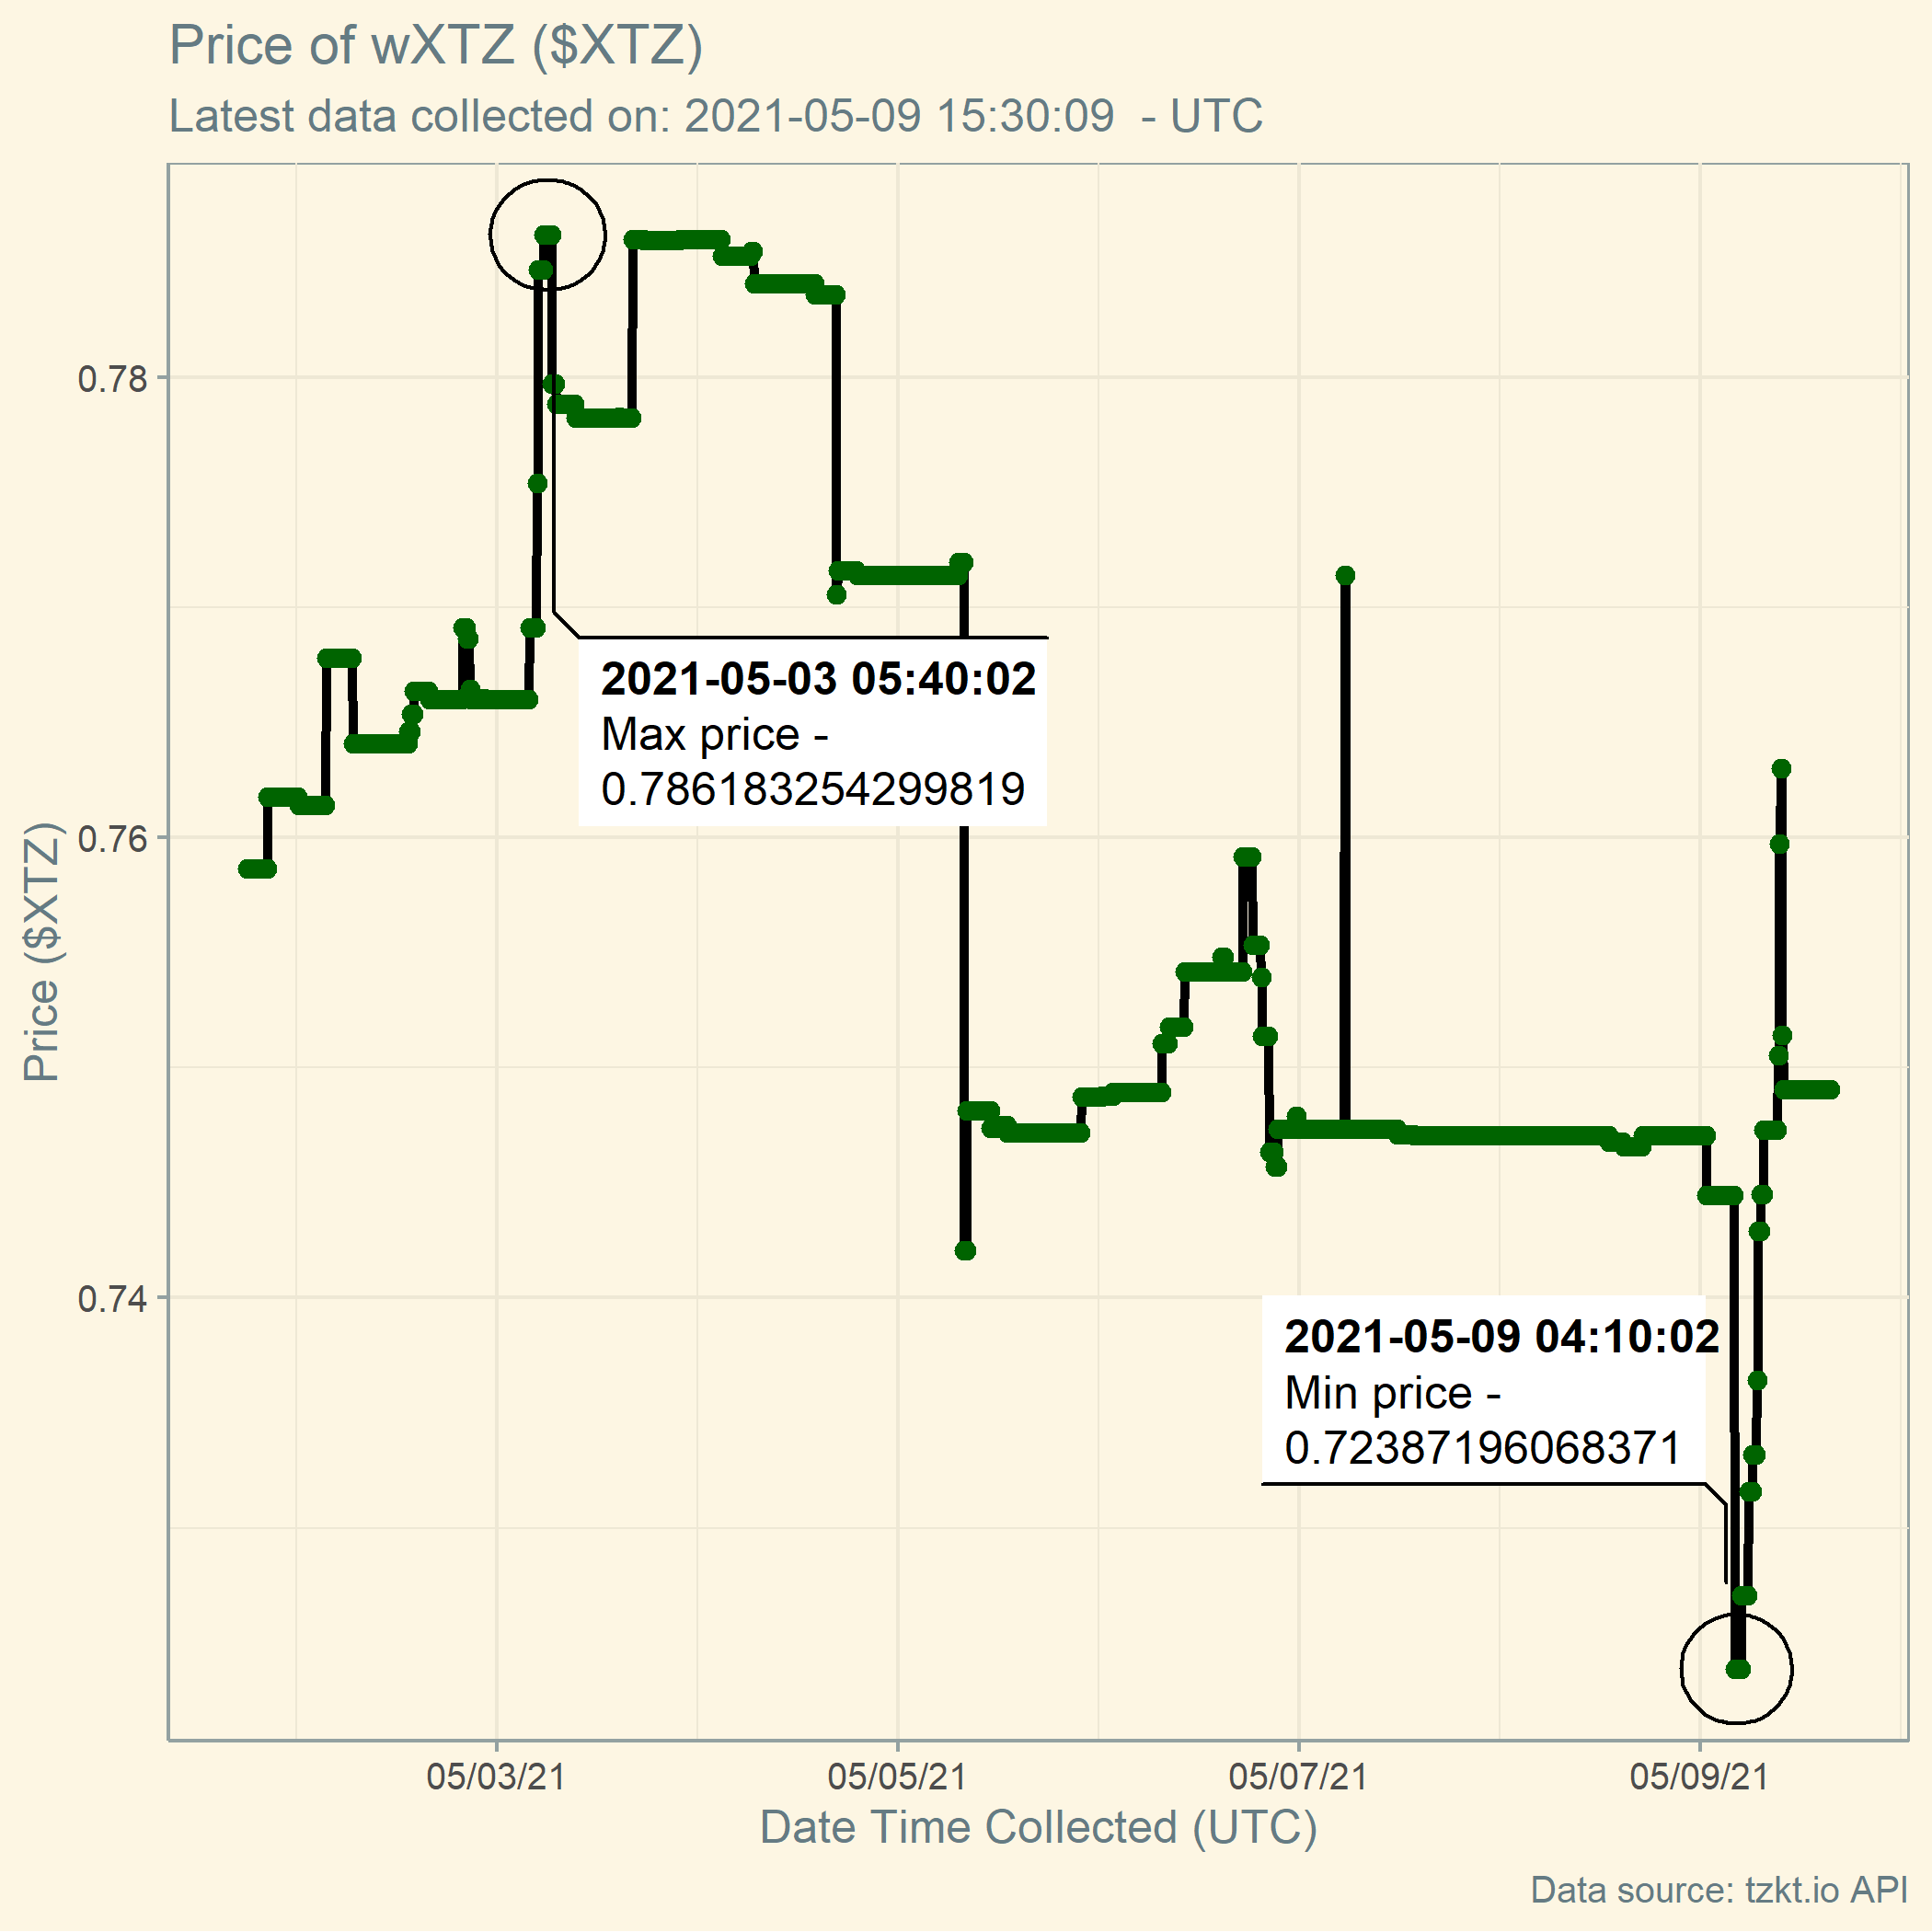 Price of wXTZ ($XTZ)
Latest data collected on: 2021-05-09 15:30:09  - UTC
Price ($XTZ)
0.78
0.76
0.74
2021-05-03 05:40:02
Max price -
0.786183254299819
2021-05-09 04:10:02
Min price -
0.72387196068371
05/03/21
05/05/21
05/07/21
05/09/21
Date Time Collected (UTC)
Data source: tzkt.io API